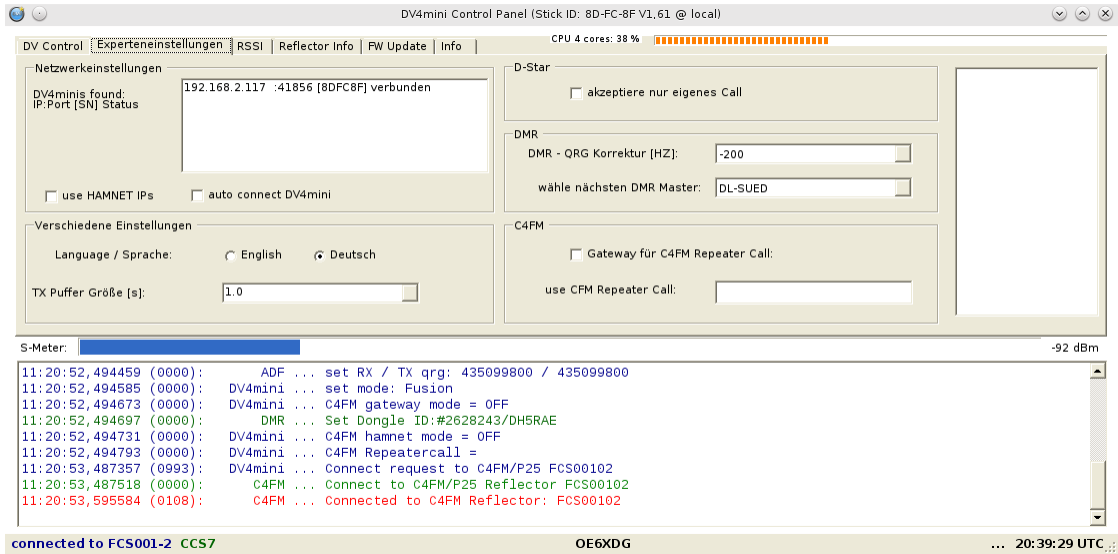 DV4mini Control Panel (Stick ID: 8D-FC-8F V1,61 @ local)
DV Control Experteneinstellungen RSSI Reflector Info FW Update Info
CPU 4 cores: 38 %
Netzwerkeinstellungen
DV4minis found:
IP:Port [SN] Status
192.168.2.117 :41856 [8DFC8F] verbunden
use HAMNET IPs
auto connect DV4mini
Verschiedene Einstellungen
Language / Sprache:
English
Deutsch
TX Puffer Größe [s]:
1.0
D-Star
akzeptiere nur eigenes Call
DMR
DMR - QRG Korrektur [HZ]:
-200
wähle nächsten DMR Master:
DL-SUED
C4FM
Gateway für C4FM Repeater Call:
use CFM Repeater Call:
S-Meter:
-92 dBm
11:20:52,494459 (0000): ADF ... set RX / TX qrg: 435099800 / 435099800
11:20:52,494585 (0000): DV4mini ... set mode: Fusion
11:20:52,494673 (0000): DV4mini ... C4FM gateway mode = OFF
11:20:52,494697 (0000): DMR ... Set Dongle ID:#2628243/DH5RAE
11:20:52,494731 (0000): DV4mini ... C4FM hamnet mode = OFF
11:20:52,494793 (0000): DV4mini ... C4FM Repeatercall =
11:20:53,487357 (0993): DV4mini ... Connect request to C4FM/P25 FCS00102
11:20:53,487518 (0000): C4FM ... Connect to C4FM/P25 Reflector FCS00102
11:20:53,595584 (0108): C4FM ... Connected to C4FM Reflector: FCS00102
connected to FCS001-2 CCS7
OE6XDG
... 20:39:29 UTC